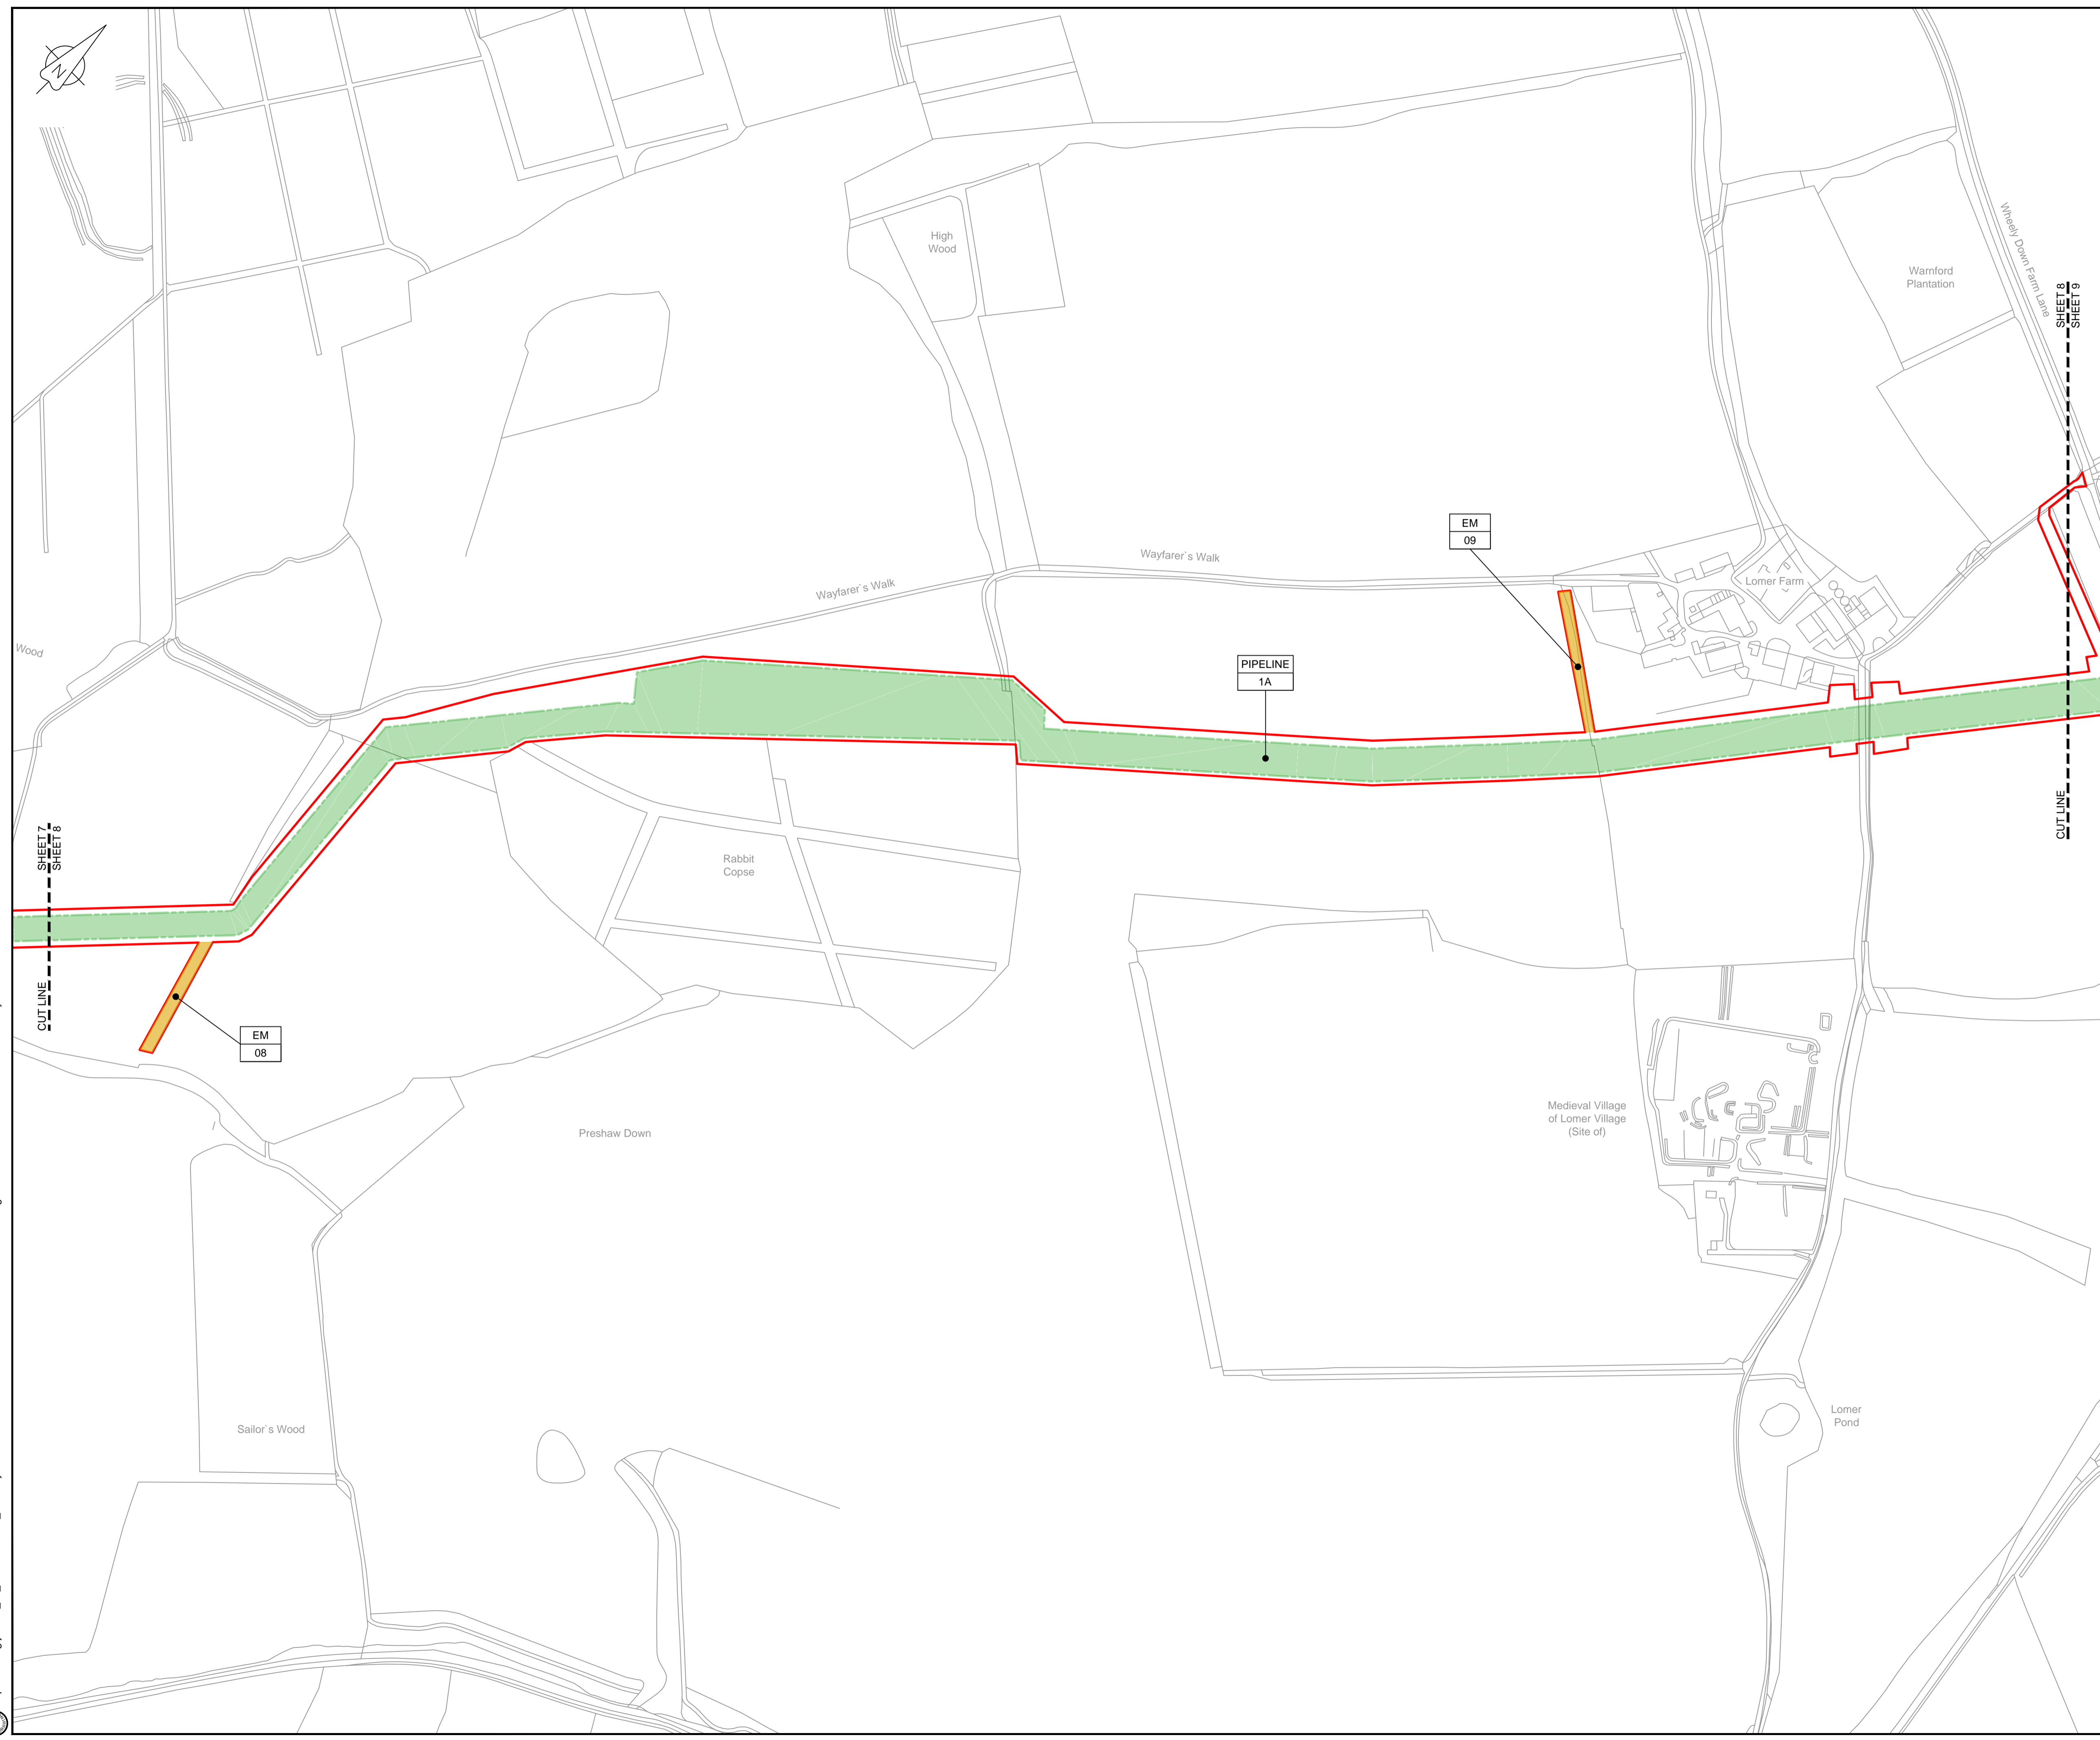 N
High
Wood
Warnford
Plantation
Wheely Down Farm Lane
SHEET 8
SHEET 9
EM
09
Wayfarer`s Walk
Wayfarer`s Walk
Lomer Farm
Wood
PIPELINE
1A
SHEET 7
SHEET 8
CUT LINE
CUT LINE
Rabbit
Copse
EM
08
Medieval Village
of Lomer Village
(Site of)
Preshaw Down
Sailor`s Wood
Lomer
Pond